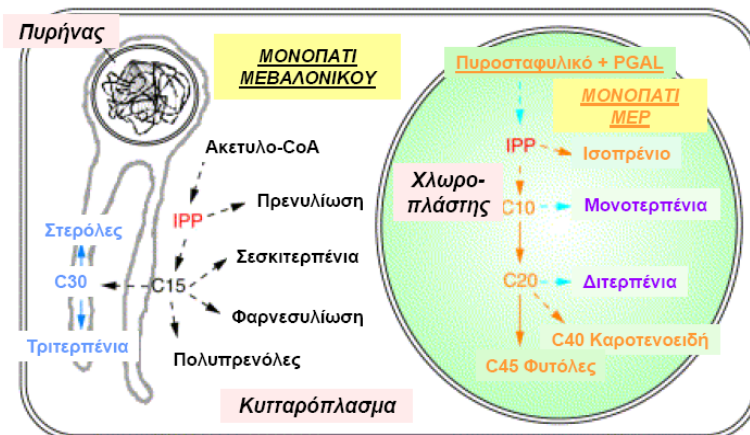 Πυρήνας
ΜΟΝΟΠΑΤΙ
ΜΕΒΑΛΟΝΙΚΟΥ
Ακετυλο-CoA
IPP
Πρενυλίωση
Στερόλες
Σεσκιτερπένια
C30
C15
Φαρνεσυλίωση
Τριτερπένια
Πολυπρενόλες
Κυτταρόπλασμα
Πυροσταφυλικό + PGAL
ΜΟΝΟΠΑΤΙ
ΜΕΡ
IPP
Ισοπρένιο
Χλωρο-
πλάστης
C10
Μονοτερπένια
C20
Διτερπένια
C40 Καροτενοειδή
C45 Φυτόλες